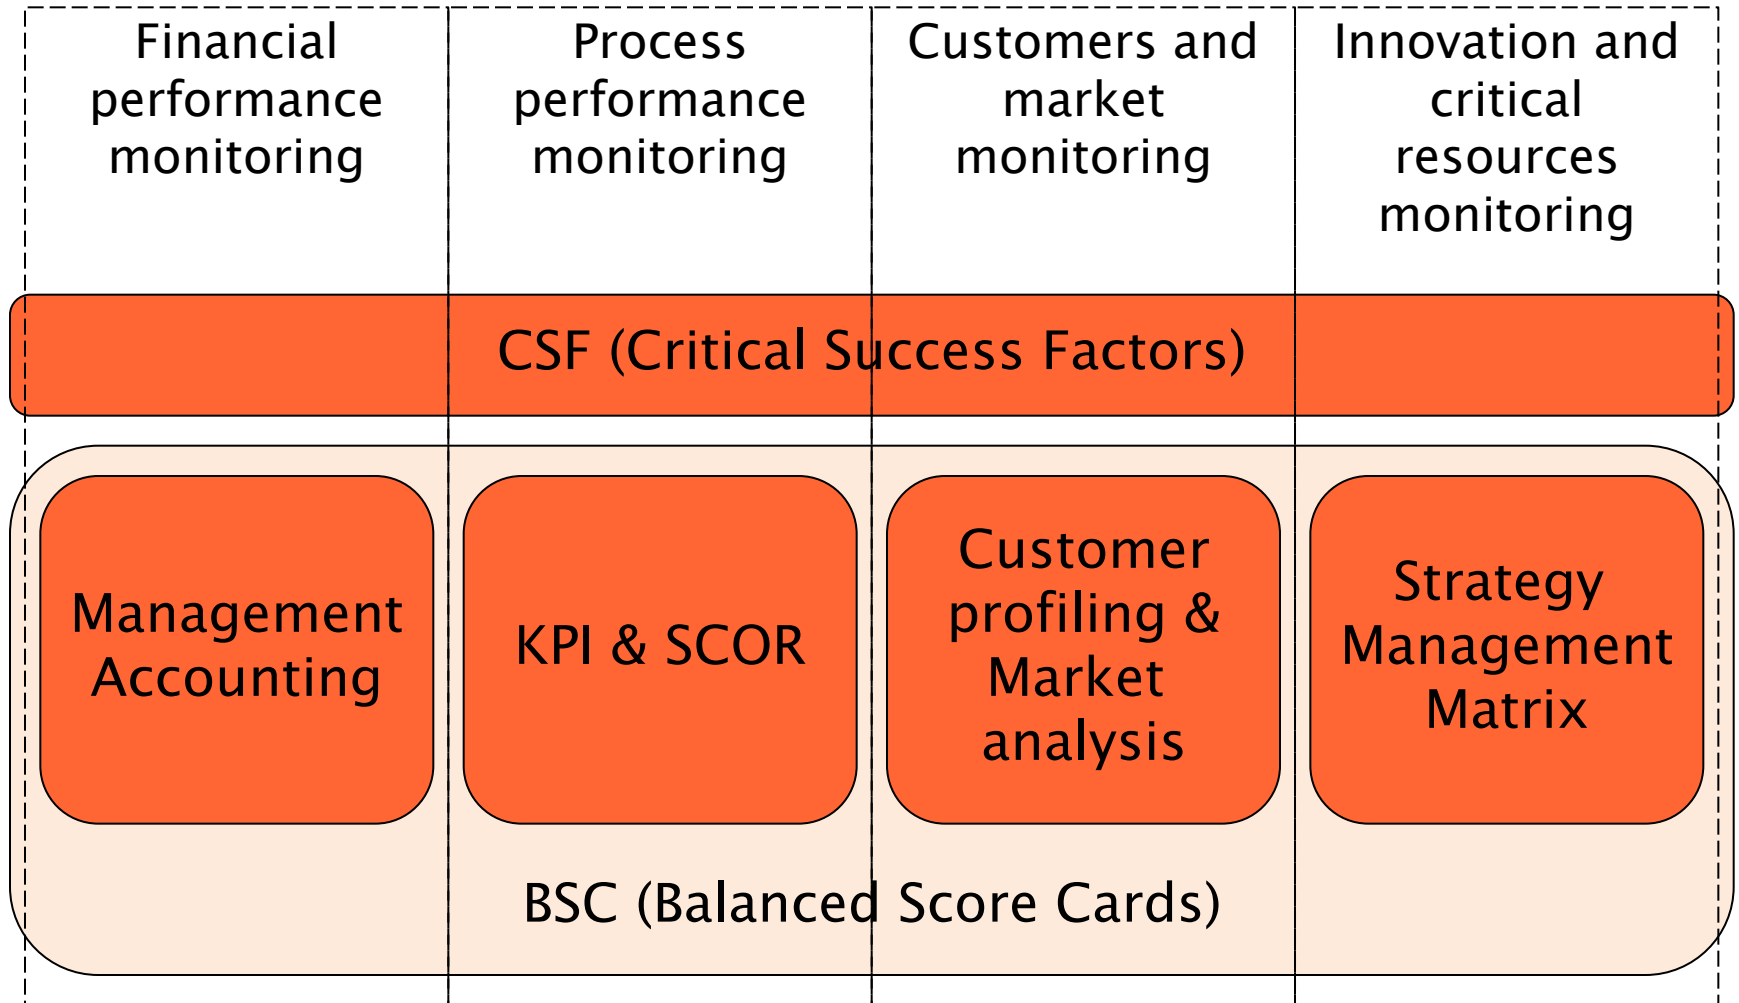 Financial
performance
monitoring
Process
performance
monitoring
Customers and
market
monitoring
Innovation and
critical
resources
monitoring
CSF (Critical Success Factors)
Management
Accounting
KPI & SCOR
Customer
profiling &
Market
analysis
Strategy
Management
Matrix
BSC (Balanced Score Cards)